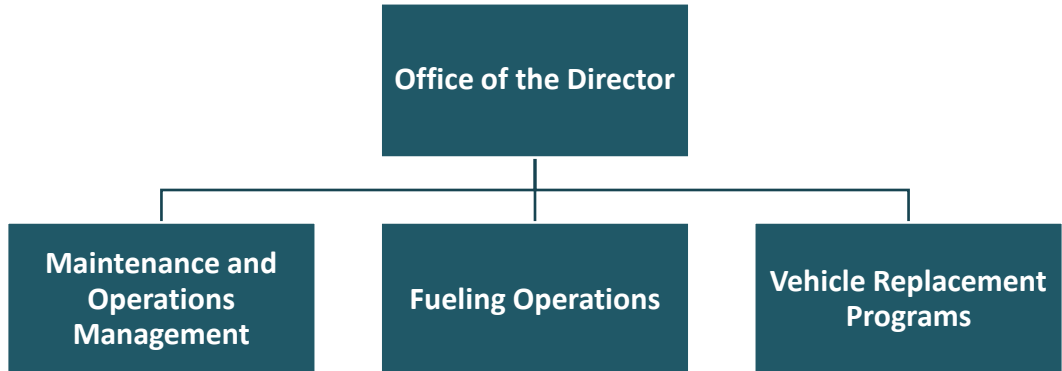 Office of the Director
Maintenance and
Operations
Management
Fueling Operations
Vehicle Replacement
Programs